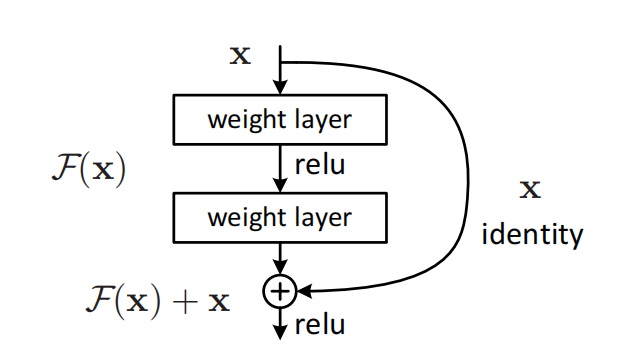 x
weight layer
relu
F(x)
weight layer
x
identity
F(x) + x
relu